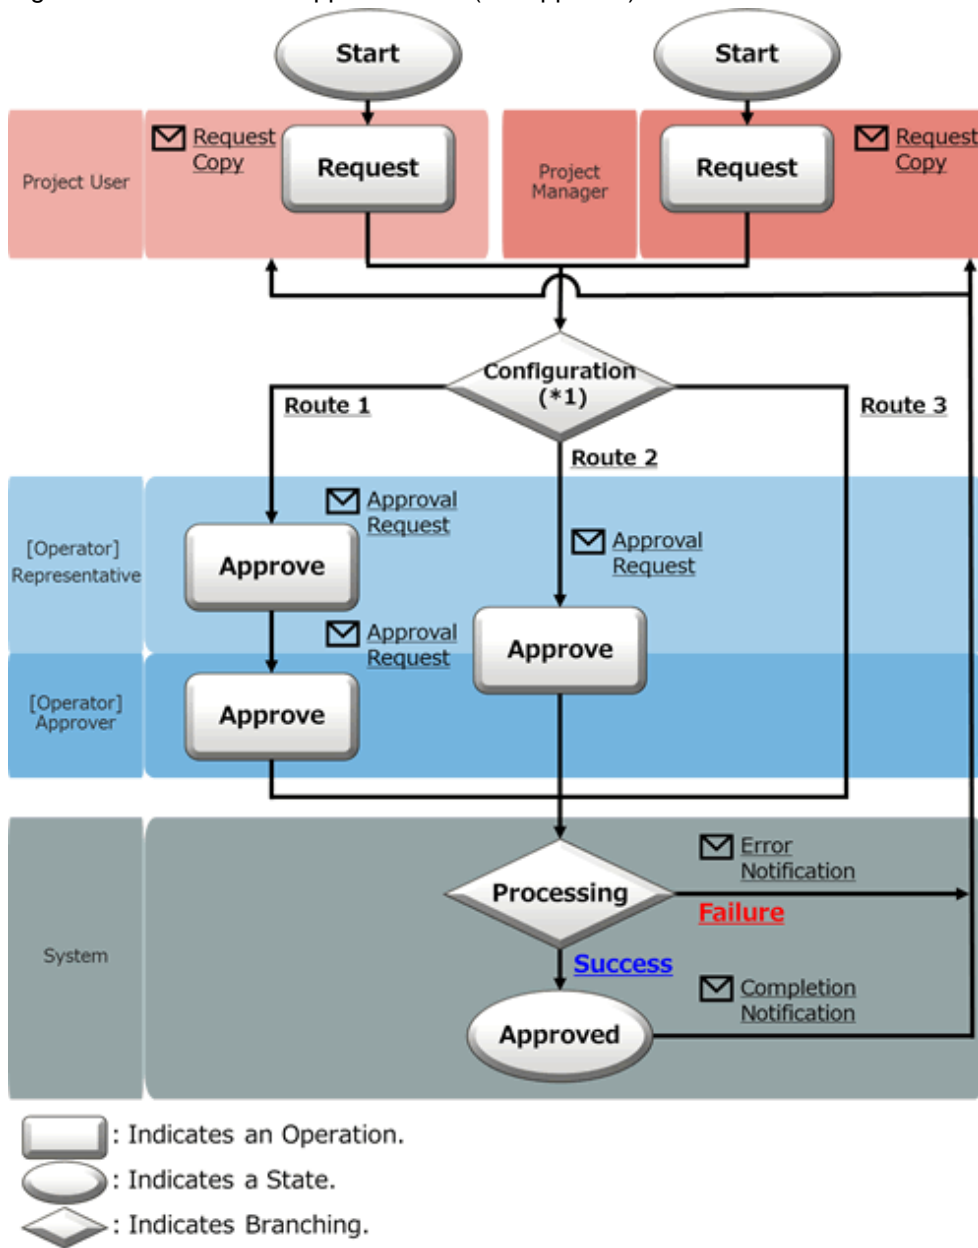 Start
Start
Request
Copy
Request
Project User
Project
Manager
Request
Request
Copy
Configuration
(*1)
Route 1
Route 2
Route 3
Approval
Request
[Operator]
Representative
Approve
Approval
Request
Approval
Request
Approve
[Operator]
Approver
Approve
Error
Notification
Processing
Failure
System
Success
Completion
Notification
Approved
: Indicates an Operation.
: Indicates a State.
: Indicates Branching.